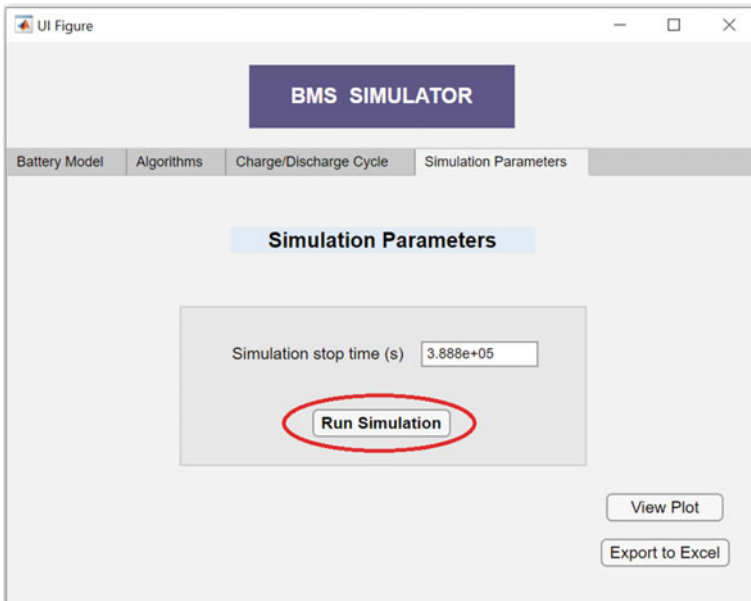 UI Figure
BMS SIMULATOR
Battery Model Algorithms Charge/Discharge Cycle Simulation Parameters
Simulation Parameters
Simulation stop time (s) 3.888e+05
Run Simulation
View Plot
Export to Excel